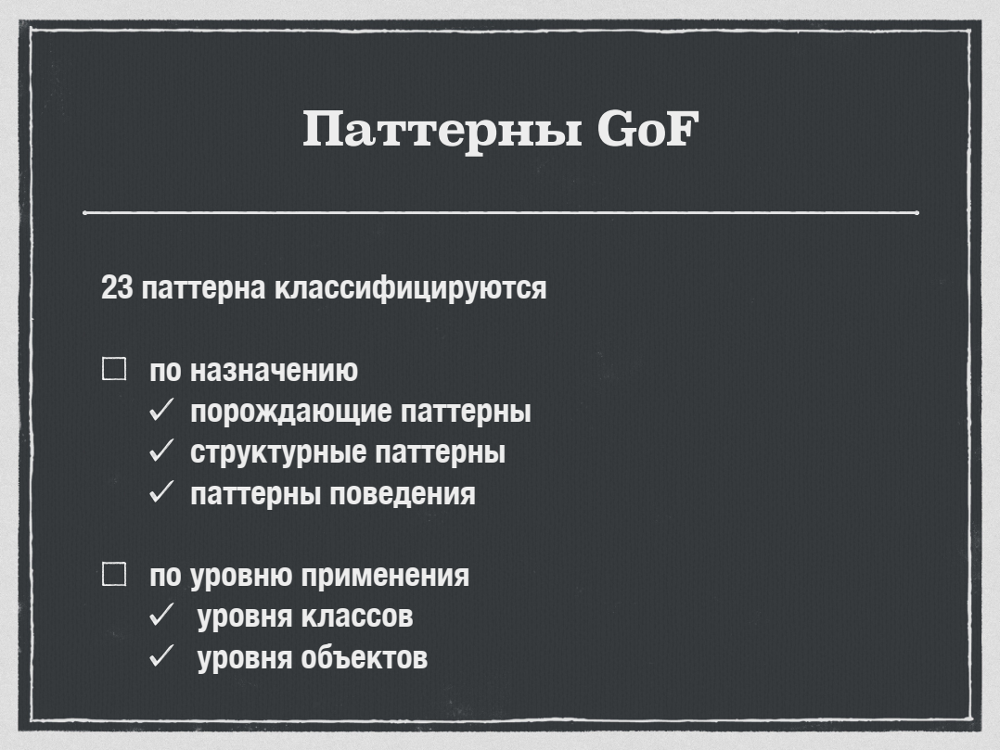 Паттерны GoF
23 паттерна классифицируются
по назначению
порождающие паттерны
структурные паттерны
паттерны поведения
по уровню применения
уровня классов
уровня объектов